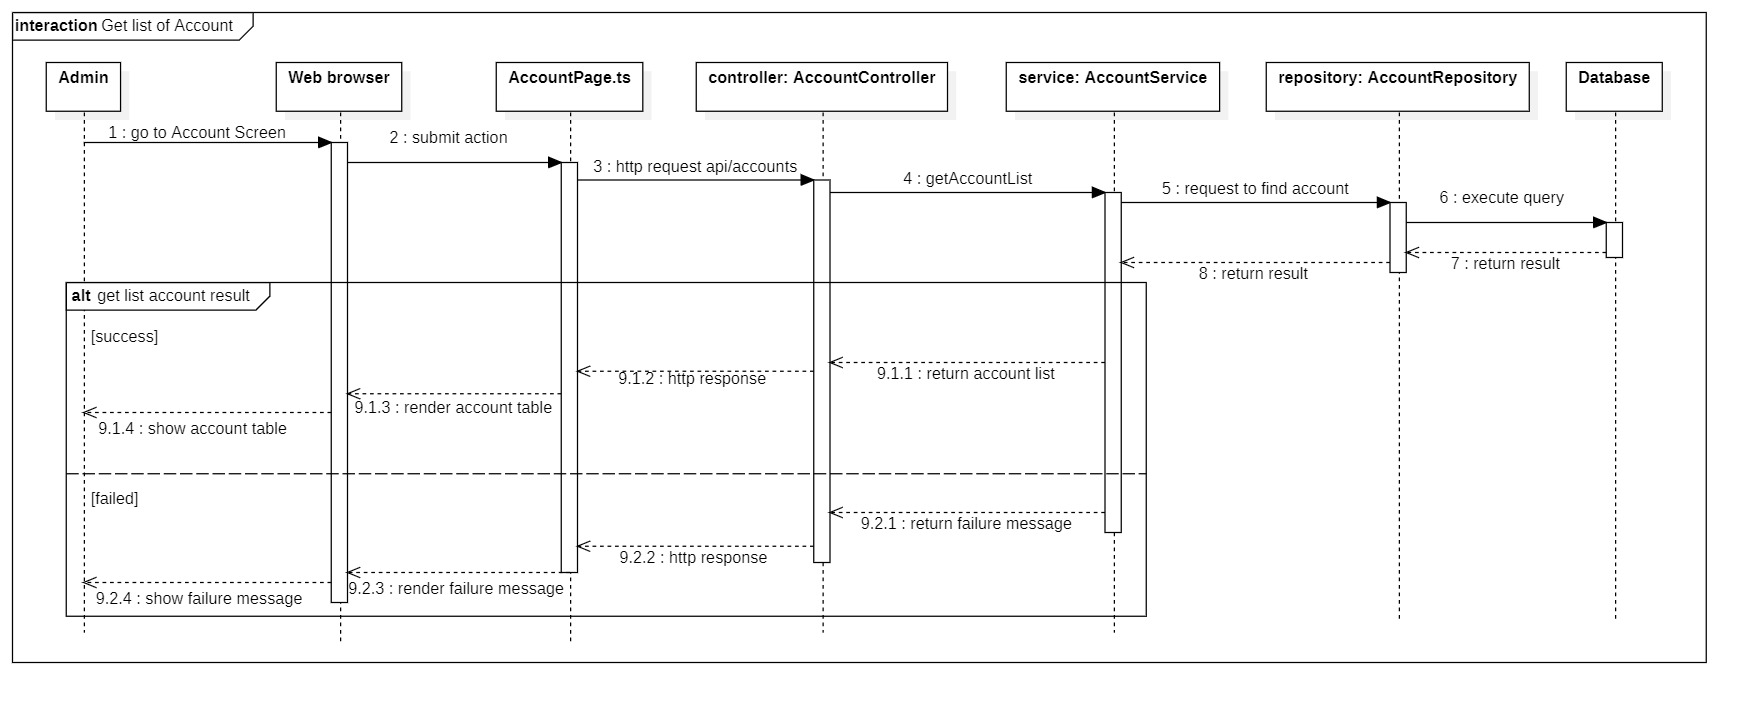 interaction Get list of Account
Admin
Web browser
AccountPage.ts
controller: AccountController
service: AccountService
repository: AccountRepository
Database
1 : go to Account Screen
2 : submit action
3 : http request api/accounts
4 : getAccountList
5 : request to find account
6 : execute query
7 : return result
8 : return result
alt get list account result
[success]
9.1.1 : return account list
9.1.2 : http response
9.1.3 : render account table
9.1.4 : show account table
[failed]
9.2.1 : return failure message
9.2.2 : http response
9.2.3 : render failure message
9.2.4 : show failure message